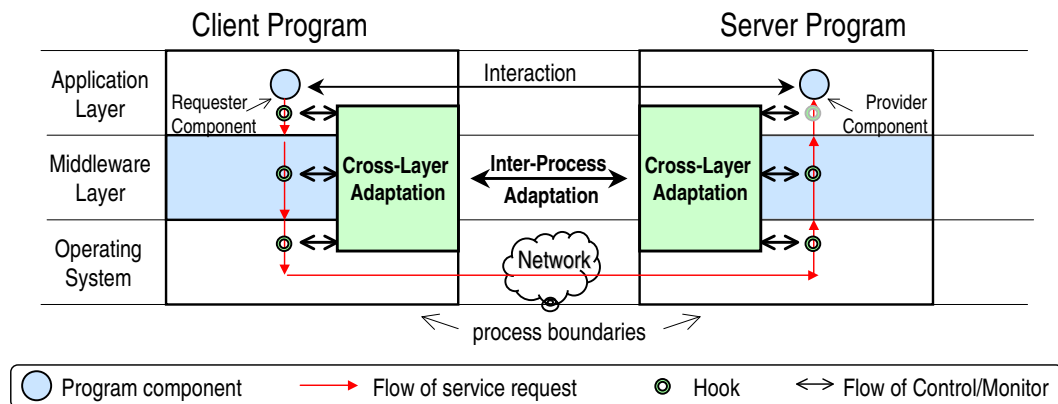 Client Program
Server Program
Application
Layer
Interaction
Requester
Component
Provider
Component
Middleware
Layer
Cross-Layer
Adaptation
Inter-Process
Adaptation
Cross-Layer
Adaptation
Operating
System
Network
process boundaries
Program component
Flow of service request
Hook
Flow of Control/Monitor